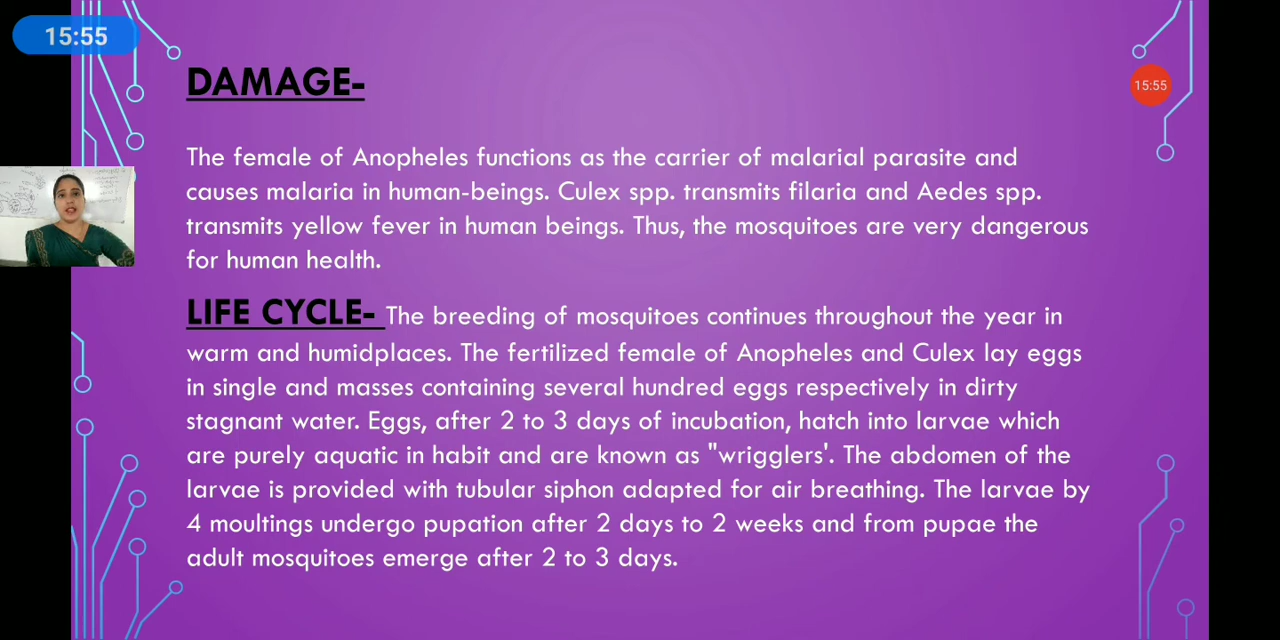 15:55
15:55
DAMAGE-
The female of Anopheles functions as the carrier of malarial parasite and
causes malaria in human-beings. Culex spp. transmits filaria and Aedes spp.
transmits yellow fever in human beings. Thus, the mosquitoes are very dangerous
for human health.
LIFE CYCLE- The breeding of mosquitoes continues throughout the year in
warm and humidplaces. The fertilized female of Anopheles and Culex lay eggs
in single and masses containing several hundred eggs respectively in dirty
stagnant water. Eggs, after 2 to 3 days of incubation, hatch into larvae which
are purely aquatic in habit and are known as "wrigglers'. The abdomen of the
larvae is provided with tubular siphon adapted for air breathing. The larvae by
4 moultings undergo pupation after 2 days to 2 weeks and from pupae the
adult mosquitoes emerge after 2 to 3 days.